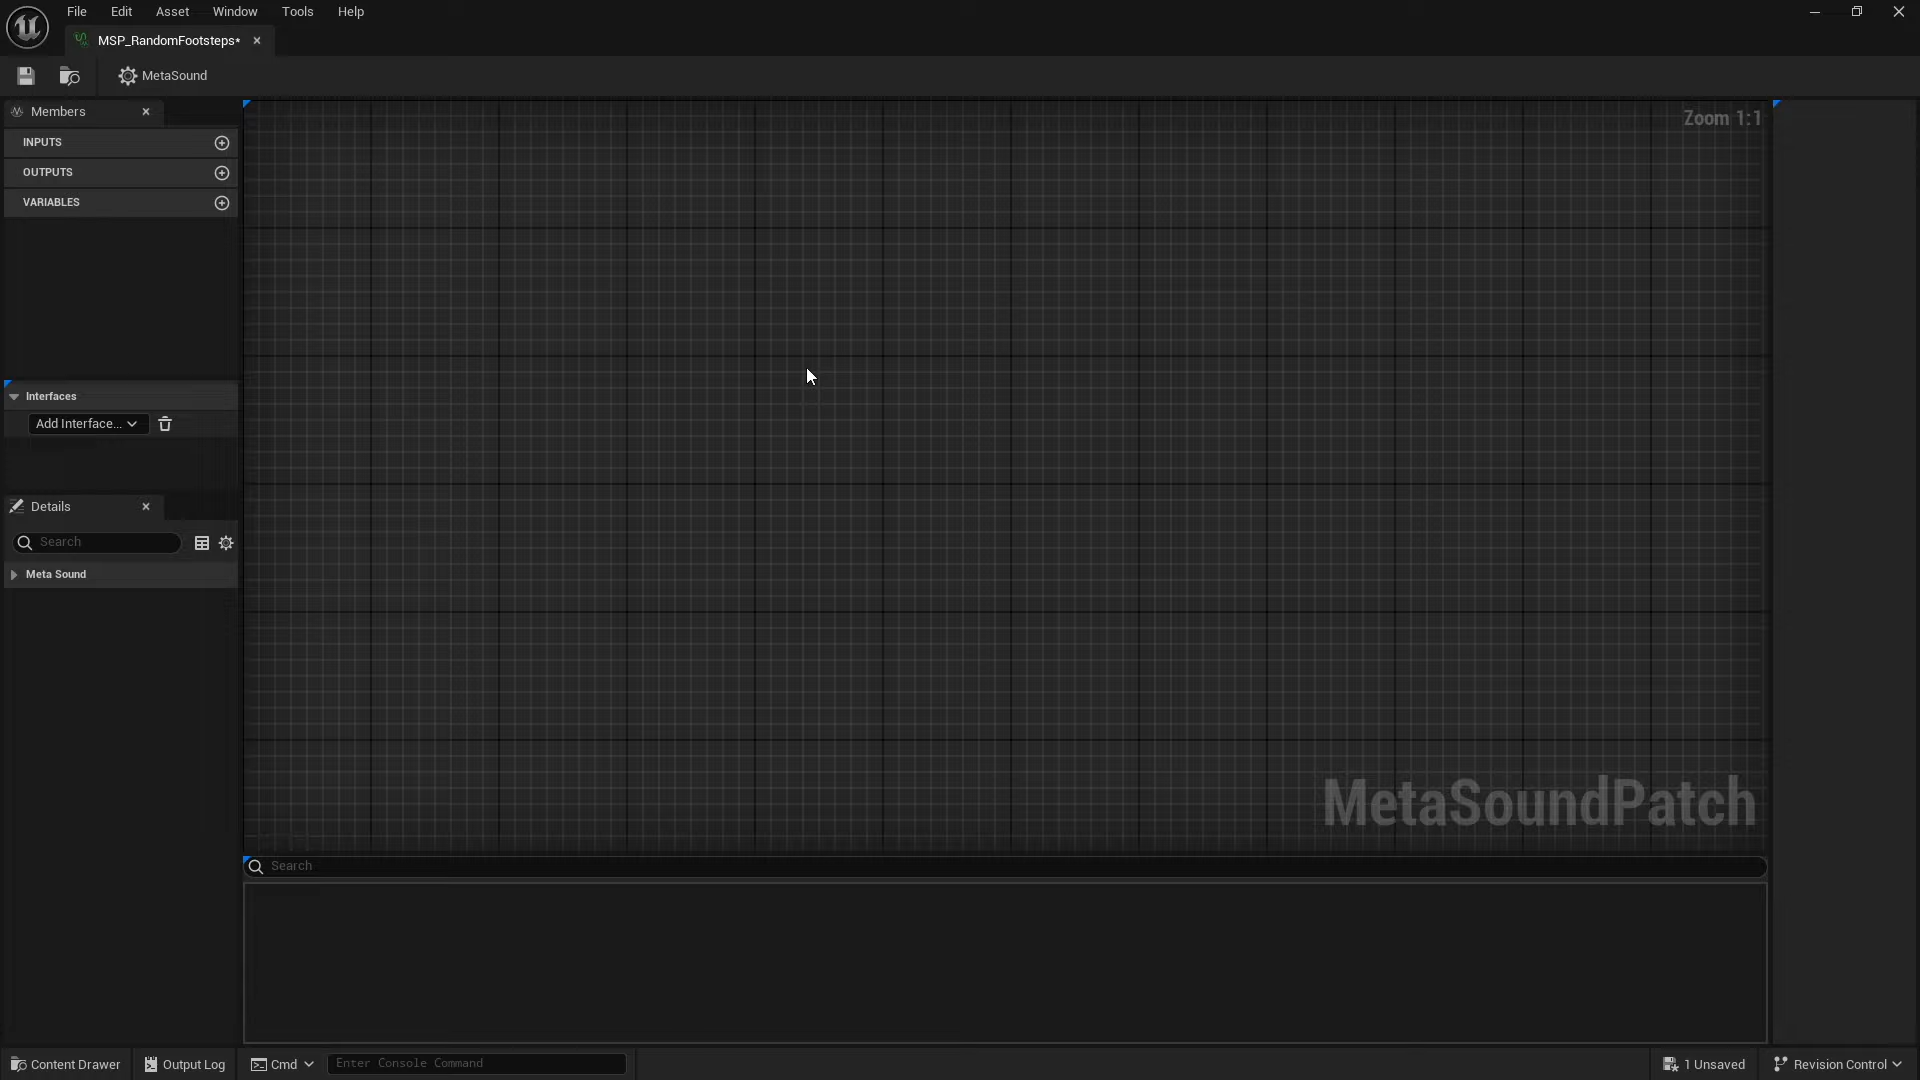 File Edit Asset Window Tools Help
MSP_RandomFootsteps*
MetaSound
Members
INPUTS
OUTPUTS
VARIABLES
Interfaces
Add Interface...
Details
Search
Meta Sound
Zoom 1:1
MetaSoundPatch
Search
Content Drawer Output Log Cmd Enter Console Command 1 Unsaved Revision Control